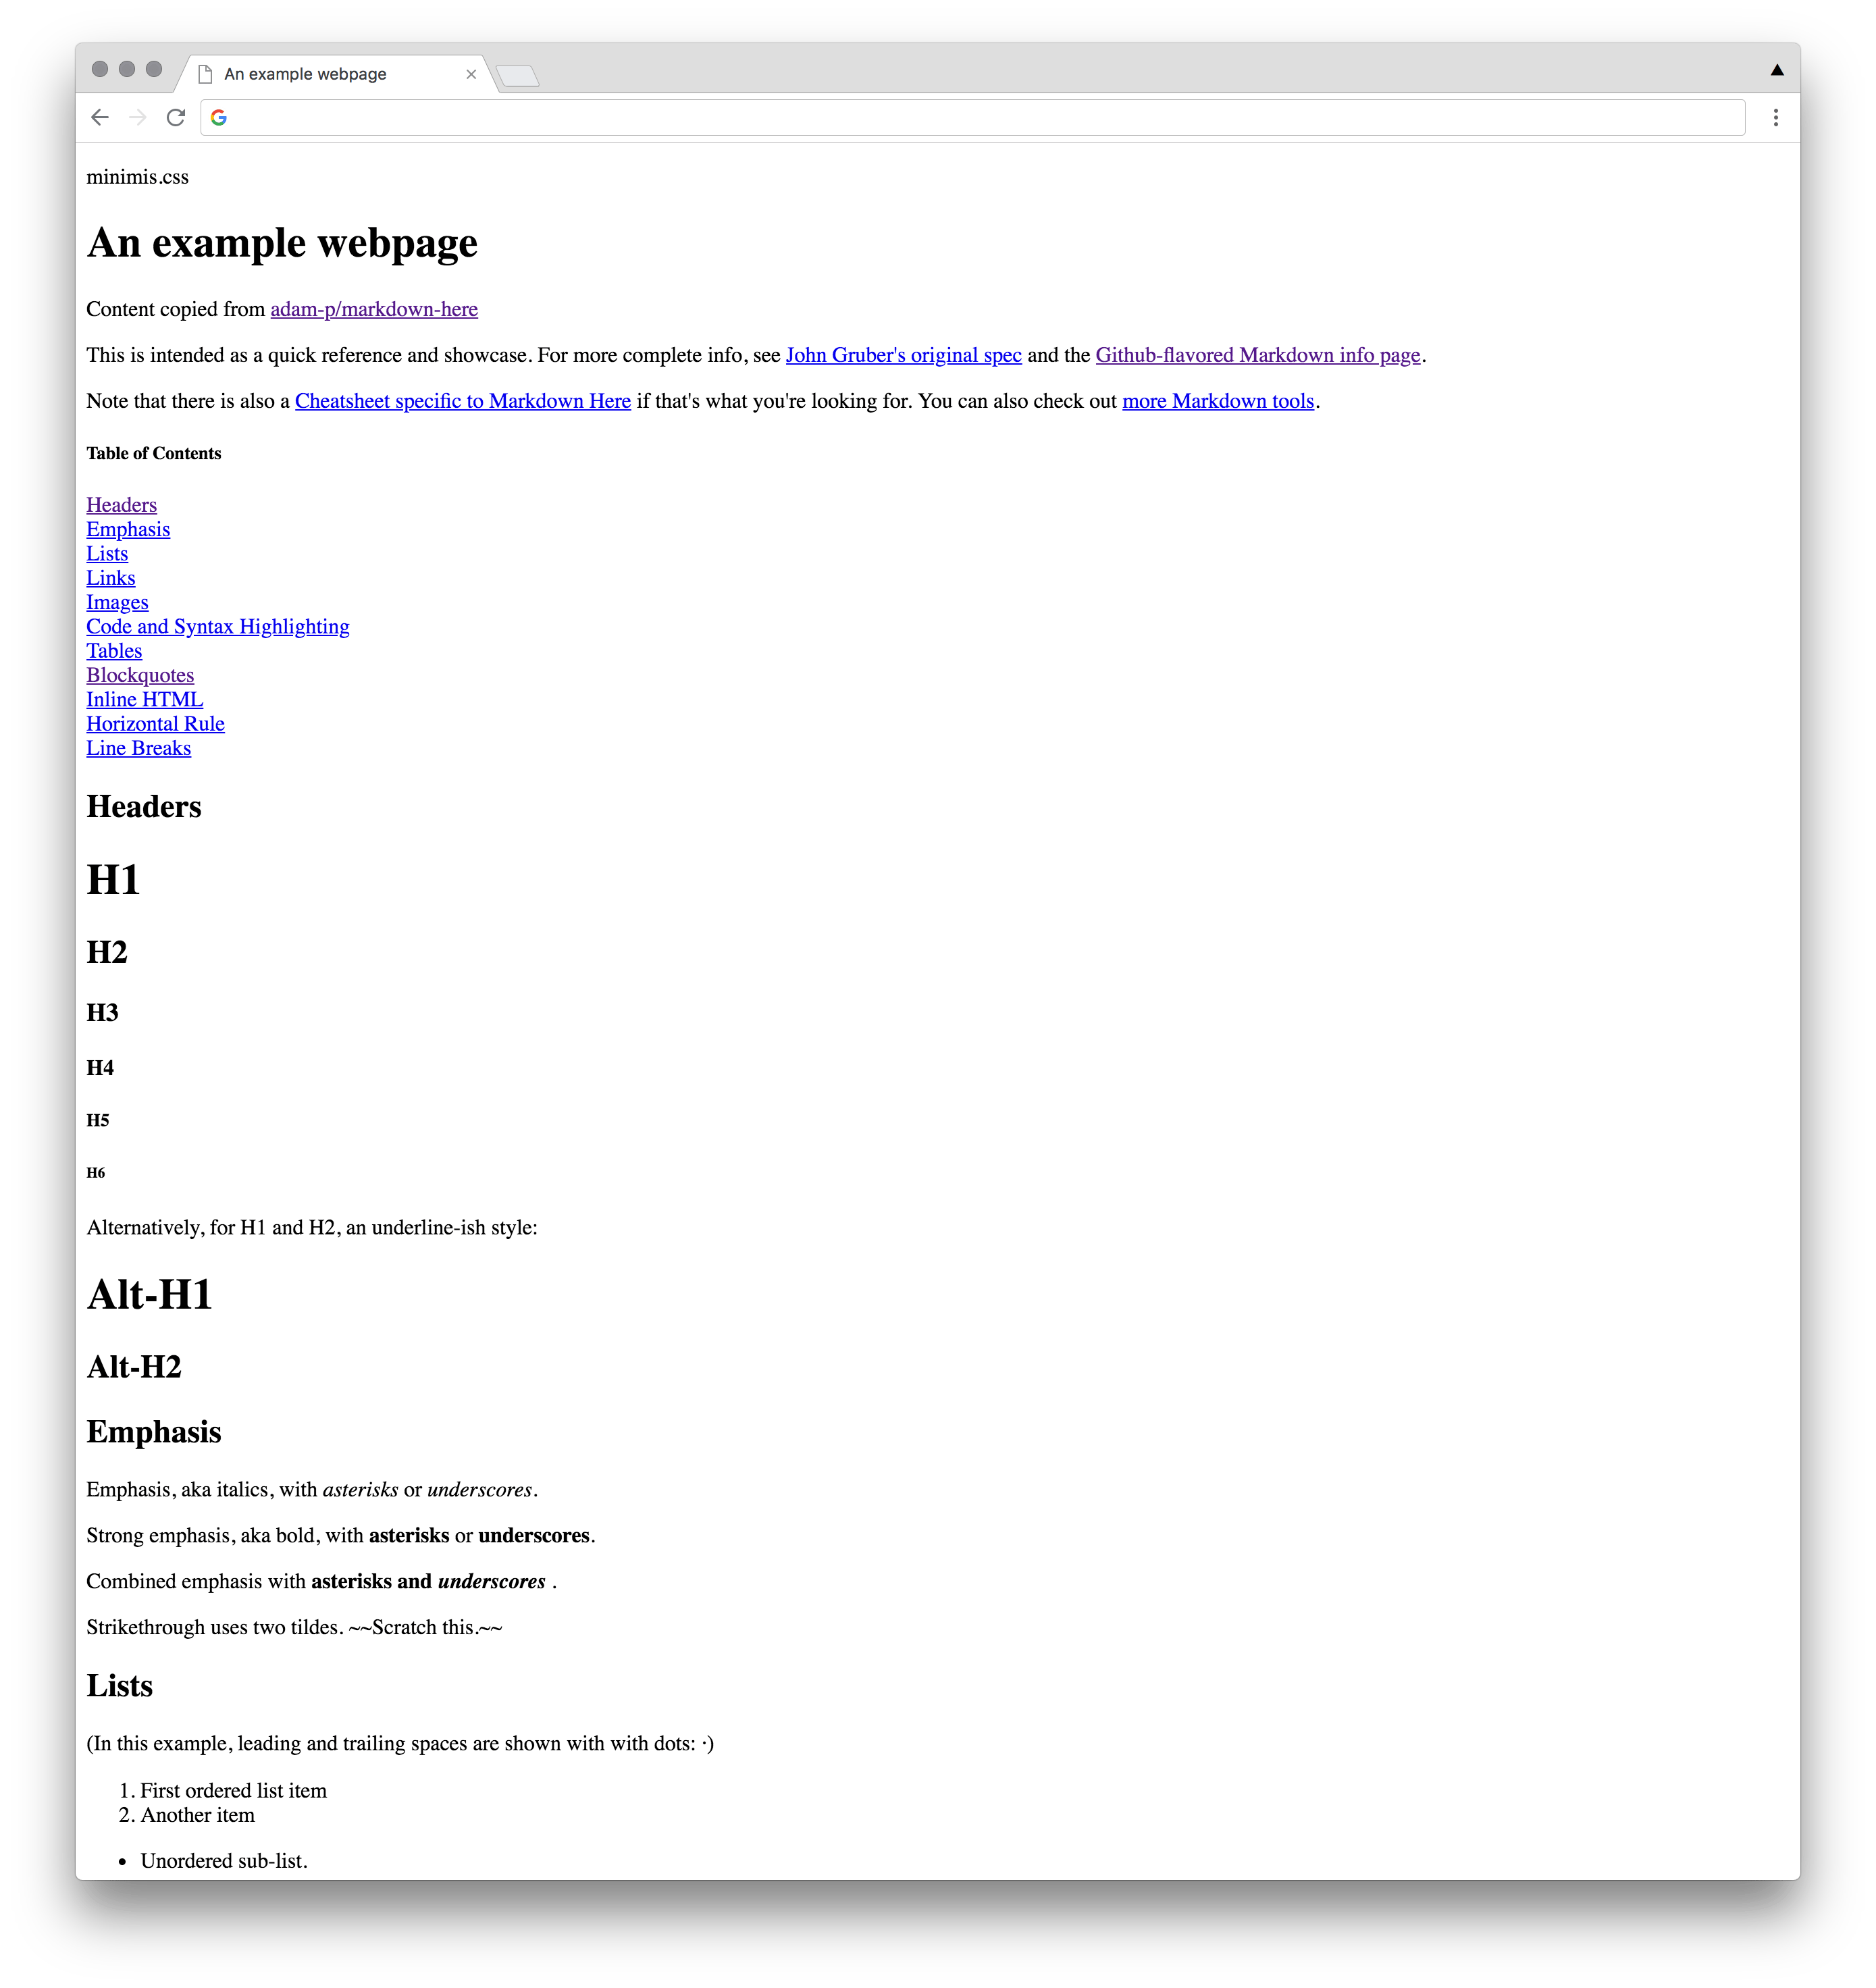 An example webpage
minimis.css
An example webpage
Content copied from adam-p/markdown-here
This is intended as a quick reference and showcase. For more complete info, see John Gruber's original spec and the Github-flavored Markdown info page.
Note that there is also a Cheatsheet specific to Markdown Here if that's what you're looking for. You can also check out more Markdown tools.
Table of Contents
Headers
Emphasis
Lists
Links
Images
Code and Syntax Highlighting
Tables
Blockquotes
Inline HTML
Horizontal Rule
Line Breaks
Headers
H1
H2
H3
H4
H5
H6
Alternatively, for H1 and H2, an underline-ish style:
Alt-H1
Alt-H2
Emphasis
Emphasis, aka italics, with asterisks or underscores.
Strong emphasis, aka bold, with asterisks or underscores.
Combined emphasis with asterisks and underscores .
Strikethrough uses two tildes. ~~Scratch this.~~
Lists
(In this example, leading and trailing spaces are shown with with dots: ·)
1. First ordered list item
2. Another item
• Unordered sub-list.